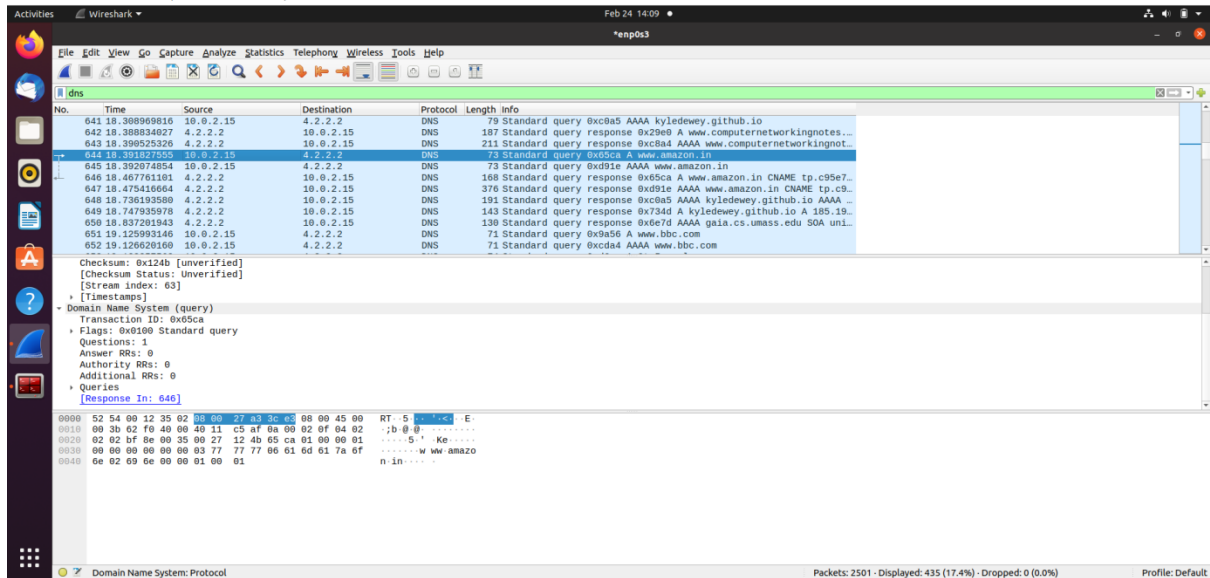 Activities Wireshark Feb 24 14:09
*enp0s3
File Edit View Go Capture Analyze Statistics Telephony Wireless Tools Help
dns
No. Time Source Destination Protocol Length Info
641 18.308969816 10.0.2.15 4.2.2.2 DNS 79 Standard query 0xc0a5 AAAA kyledewey.github.io
642 18.388834027 4.2.2.2 10.0.2.15 DNS 187 Standard query response 0x29e0 A www.computernetworkingnotes.…
643 18.390525326 4.2.2.2 10.0.2.15 DNS 211 Standard query response 0xc8a4 AAAA www.computernetworkingnot…
644 18.391827555 10.0.2.15 4.2.2.2 DNS 73 Standard query 0x65ca A www.amazon.in
645 18.392074854 10.0.2.15 4.2.2.2 DNS 73 Standard query 0xd91e AAAA www.amazon.in
646 18.467761101 4.2.2.2 10.0.2.15 DNS 168 Standard query response 0x65ca A www.amazon.in CNAME tp.c95e7…
647 18.475416664 4.2.2.2 10.0.2.15 DNS 376 Standard query response 0xd91e AAAA www.amazon.in CNAME tp.c9…
648 18.736193580 4.2.2.2 10.0.2.15 DNS 191 Standard query response 0xc0a5 AAAA kyledewey.github.io AAAA …
649 18.747935978 4.2.2.2 10.0.2.15 DNS 143 Standard query response 0x734d A kyledewey.github.io A 185.19…
650 18.837201943 4.2.2.2 10.0.2.15 DNS 130 Standard query response 0x6e7d AAAA gaia.cs.umass.edu SOA uni…
651 19.125993146 10.0.2.15 4.2.2.2 DNS 71 Standard query 0x9a56 A www.bbc.com
652 19.126620160 10.0.2.15 4.2.2.2 DNS 71 Standard query 0xcda4 AAAA www.bbc.com
Checksum: 0x124b [unverified]
[Checksum Status: Unverified]
[Stream index: 63]
[Timestamps]
Domain Name System (query)
Transaction ID: 0x65ca
Flags: 0x0100 Standard query
Questions: 1
Answer RRs: 0
Authority RRs: 0
Additional RRs: 0
Queries
[Response In: 646]
0000 52 54 00 12 35 02 08 00 27 a3 3c e3 08 00 45 00 RT··5···'·<···E·
0010 00 3b 62 f0 40 00 40 11 c5 af 0a 00 02 0f 04 02 ·;b·@·@·········
0020 02 02 bf 8e 00 35 00 27 12 4b 65 ca 01 00 00 01 ·····5·'·Ke·····
0030 00 00 00 00 00 00 03 77 77 77 06 61 6d 61 7a 6f ·······www·amazo
0040 6e 02 69 6e 00 00 01 00 01 n·in·····
Domain Name System: Protocol Packets: 2501 · Displayed: 435 (17.4%) · Dropped: 0 (0.0%) Profile: Default